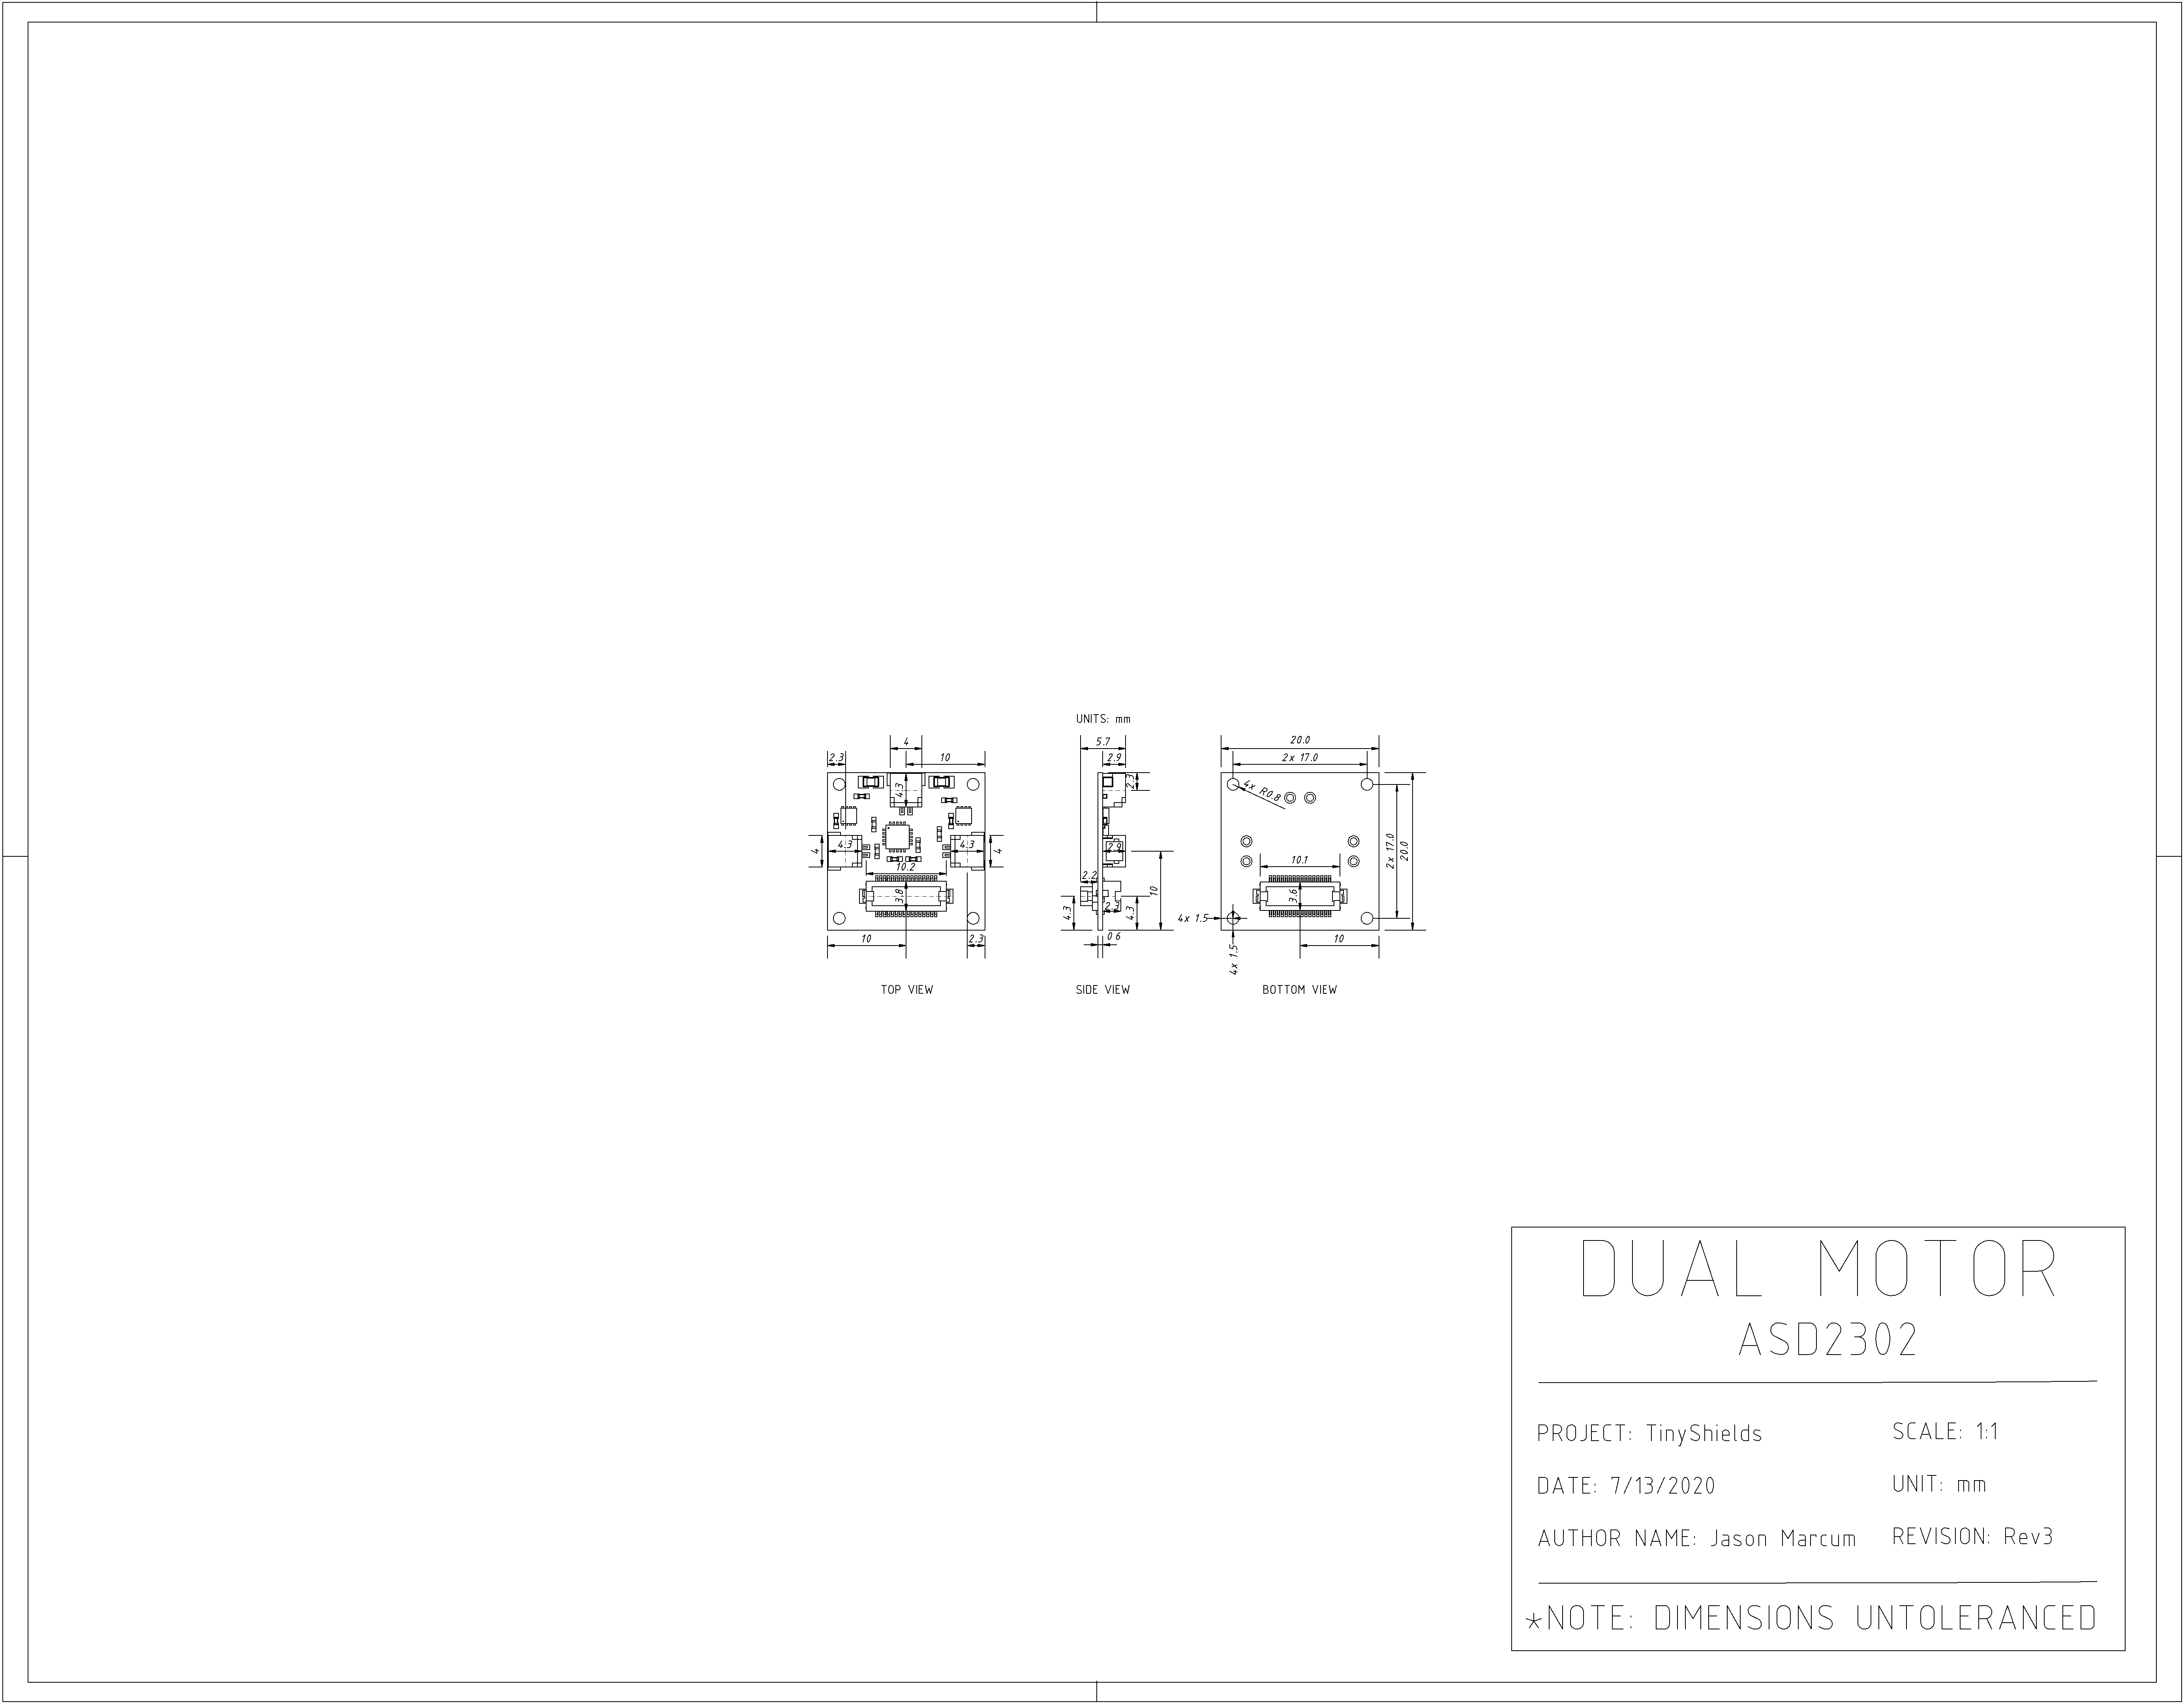 UNITS: mm
4
2.3
10
4.3
4
4.3
4.3
4
10.2
3.8
10
2.3
TOP VIEW
5.7
2.9
2.3
2.9
2.2
10
2.3
4.3
4.3
0.6
SIDE VIEW
20.0
2x 17.0
4x R0.8
2x 17.0
20.0
10.1
3.6
4x 1.5
4x 1.5
10
BOTTOM VIEW
DUAL MOTOR
ASD2302
PROJECT: TinyShields
SCALE: 1:1
DATE: 7/13/2020
UNIT: mm
AUTHOR NAME: Jason Marcum
REVISION: Rev3
*NOTE: DIMENSIONS UNTOLERANCED